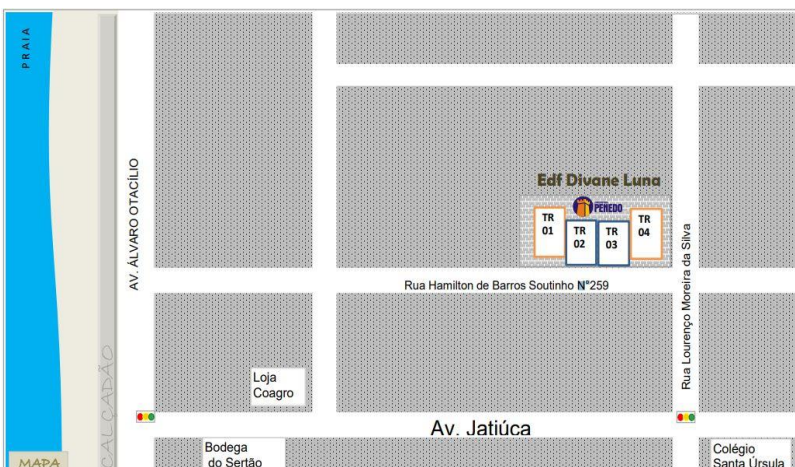 PRAIA
AV. ÁLVARO OTACÍLIO
CALÇADÃO
MAPA
Edf Divane Luna
PENEDO
TR
01
TR
02
TR
03
TR
04
Rua Hamilton de Barros Soutinho Nº259
Rua Lourenço Moreira da Silva
Loja
Coagro
Av. Jatiúca
Bodega
do Sertão
Colégio
Santa Úrsula